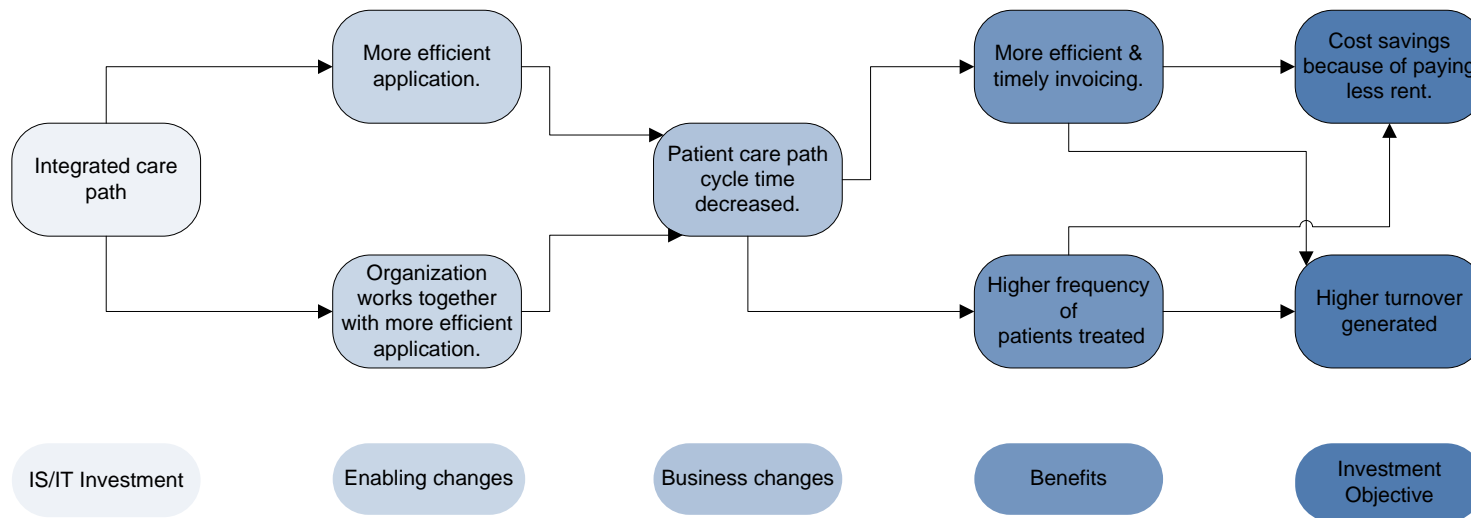 More efficient
application.
More efficient &
timely invoicing.
Cost savings
because of paying
less rent.
Integrated care
path
Patient care path
cycle time
decreased.
Organization
works together
with more efficient
application.
Higher frequency
of
patients treated
Higher turnover
generated
IS/IT Investment
Enabling changes
Business changes
Benefits
Investment
Objective